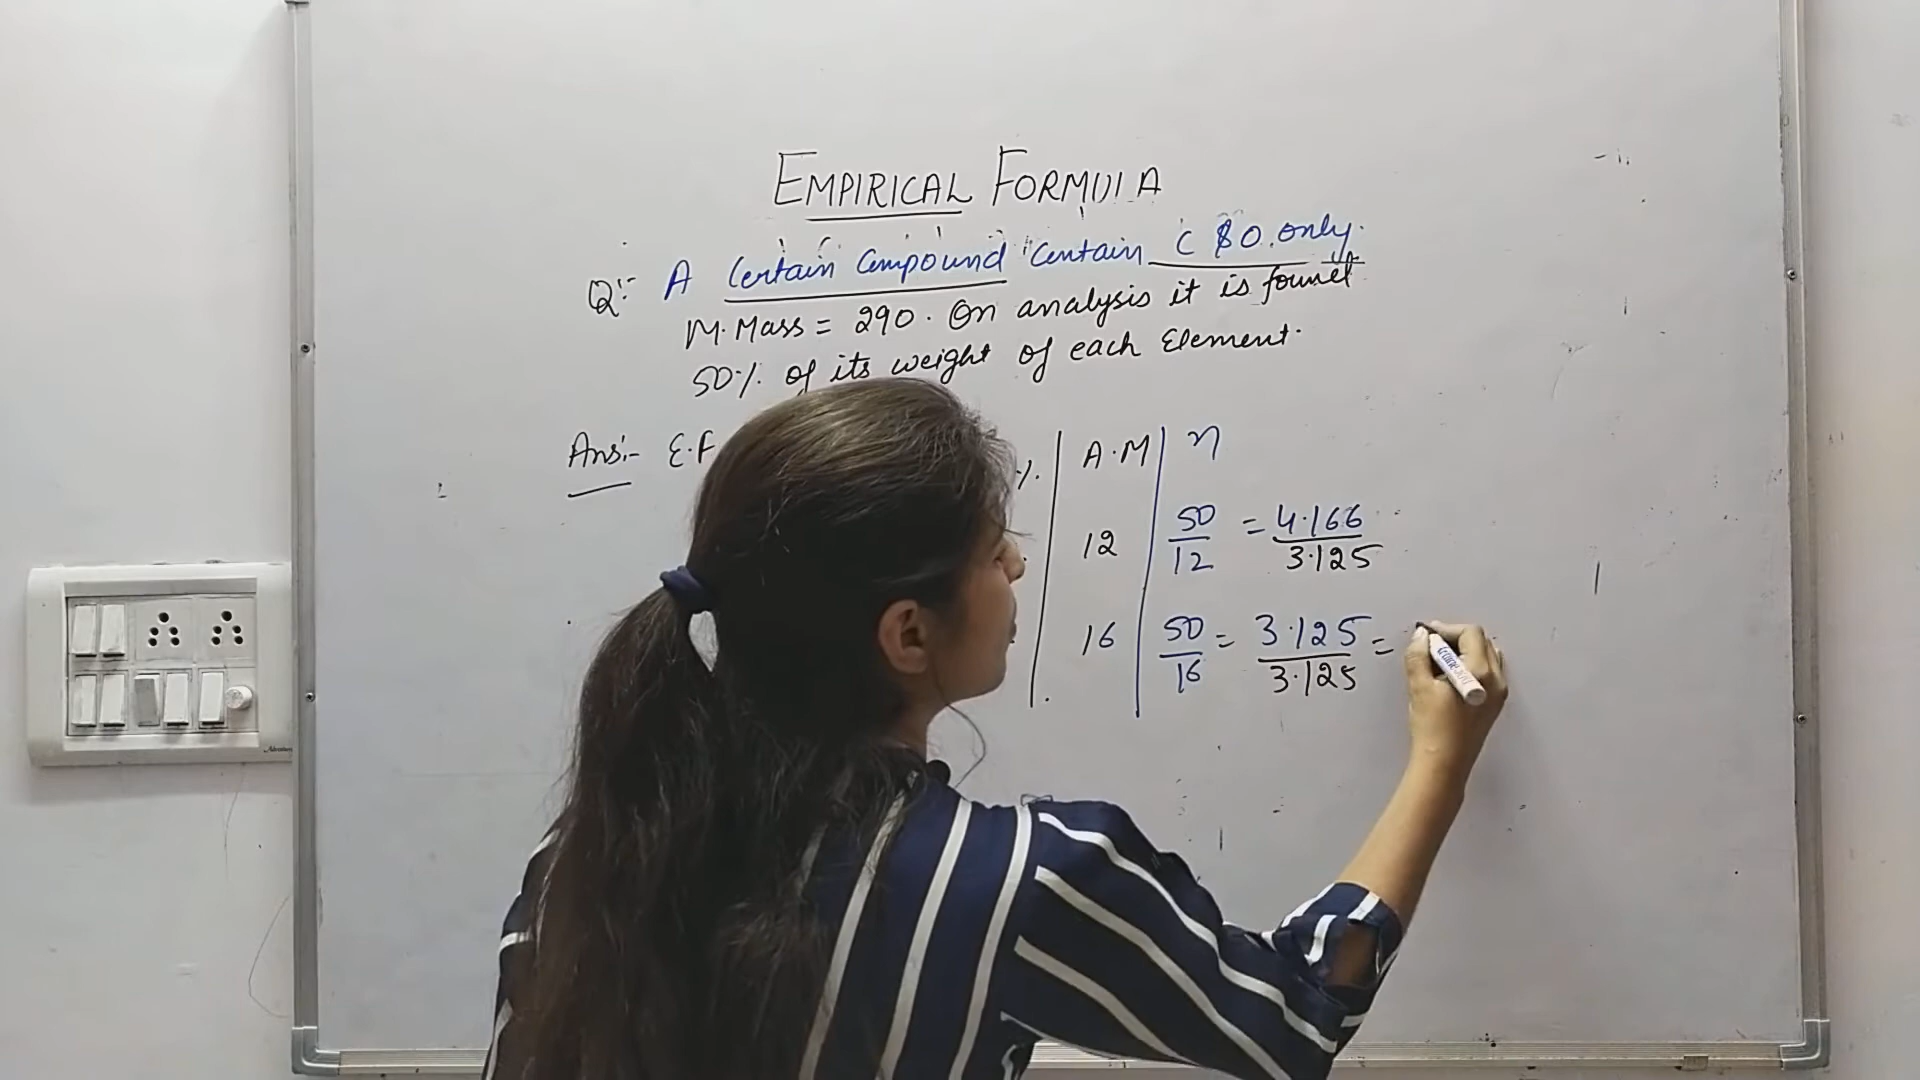 EMPIRICAL FORMULA
Q:- A Certain Compound Contain C & O. only.
M.Mass = 290. On analysis it is found
50%. of its weight of each Element.
Ans:- E.F %. A.M n
12 50/12 = 4.166/3.125
16 50/16 = 3.125/3.125 =